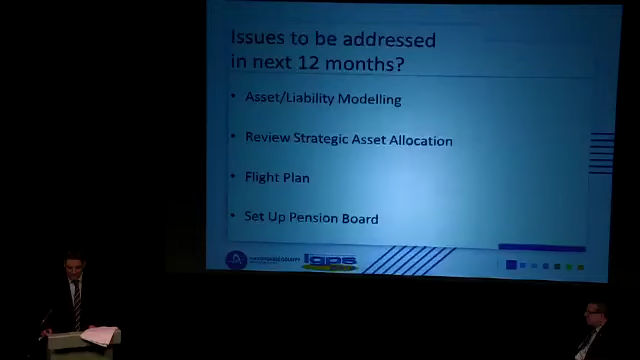 Issues to be addressed
in next 12 months?
• Asset/Liability Modelling
• Review Strategic Asset Allocation
• Flight Plan
• Set Up Pension Board
lgps